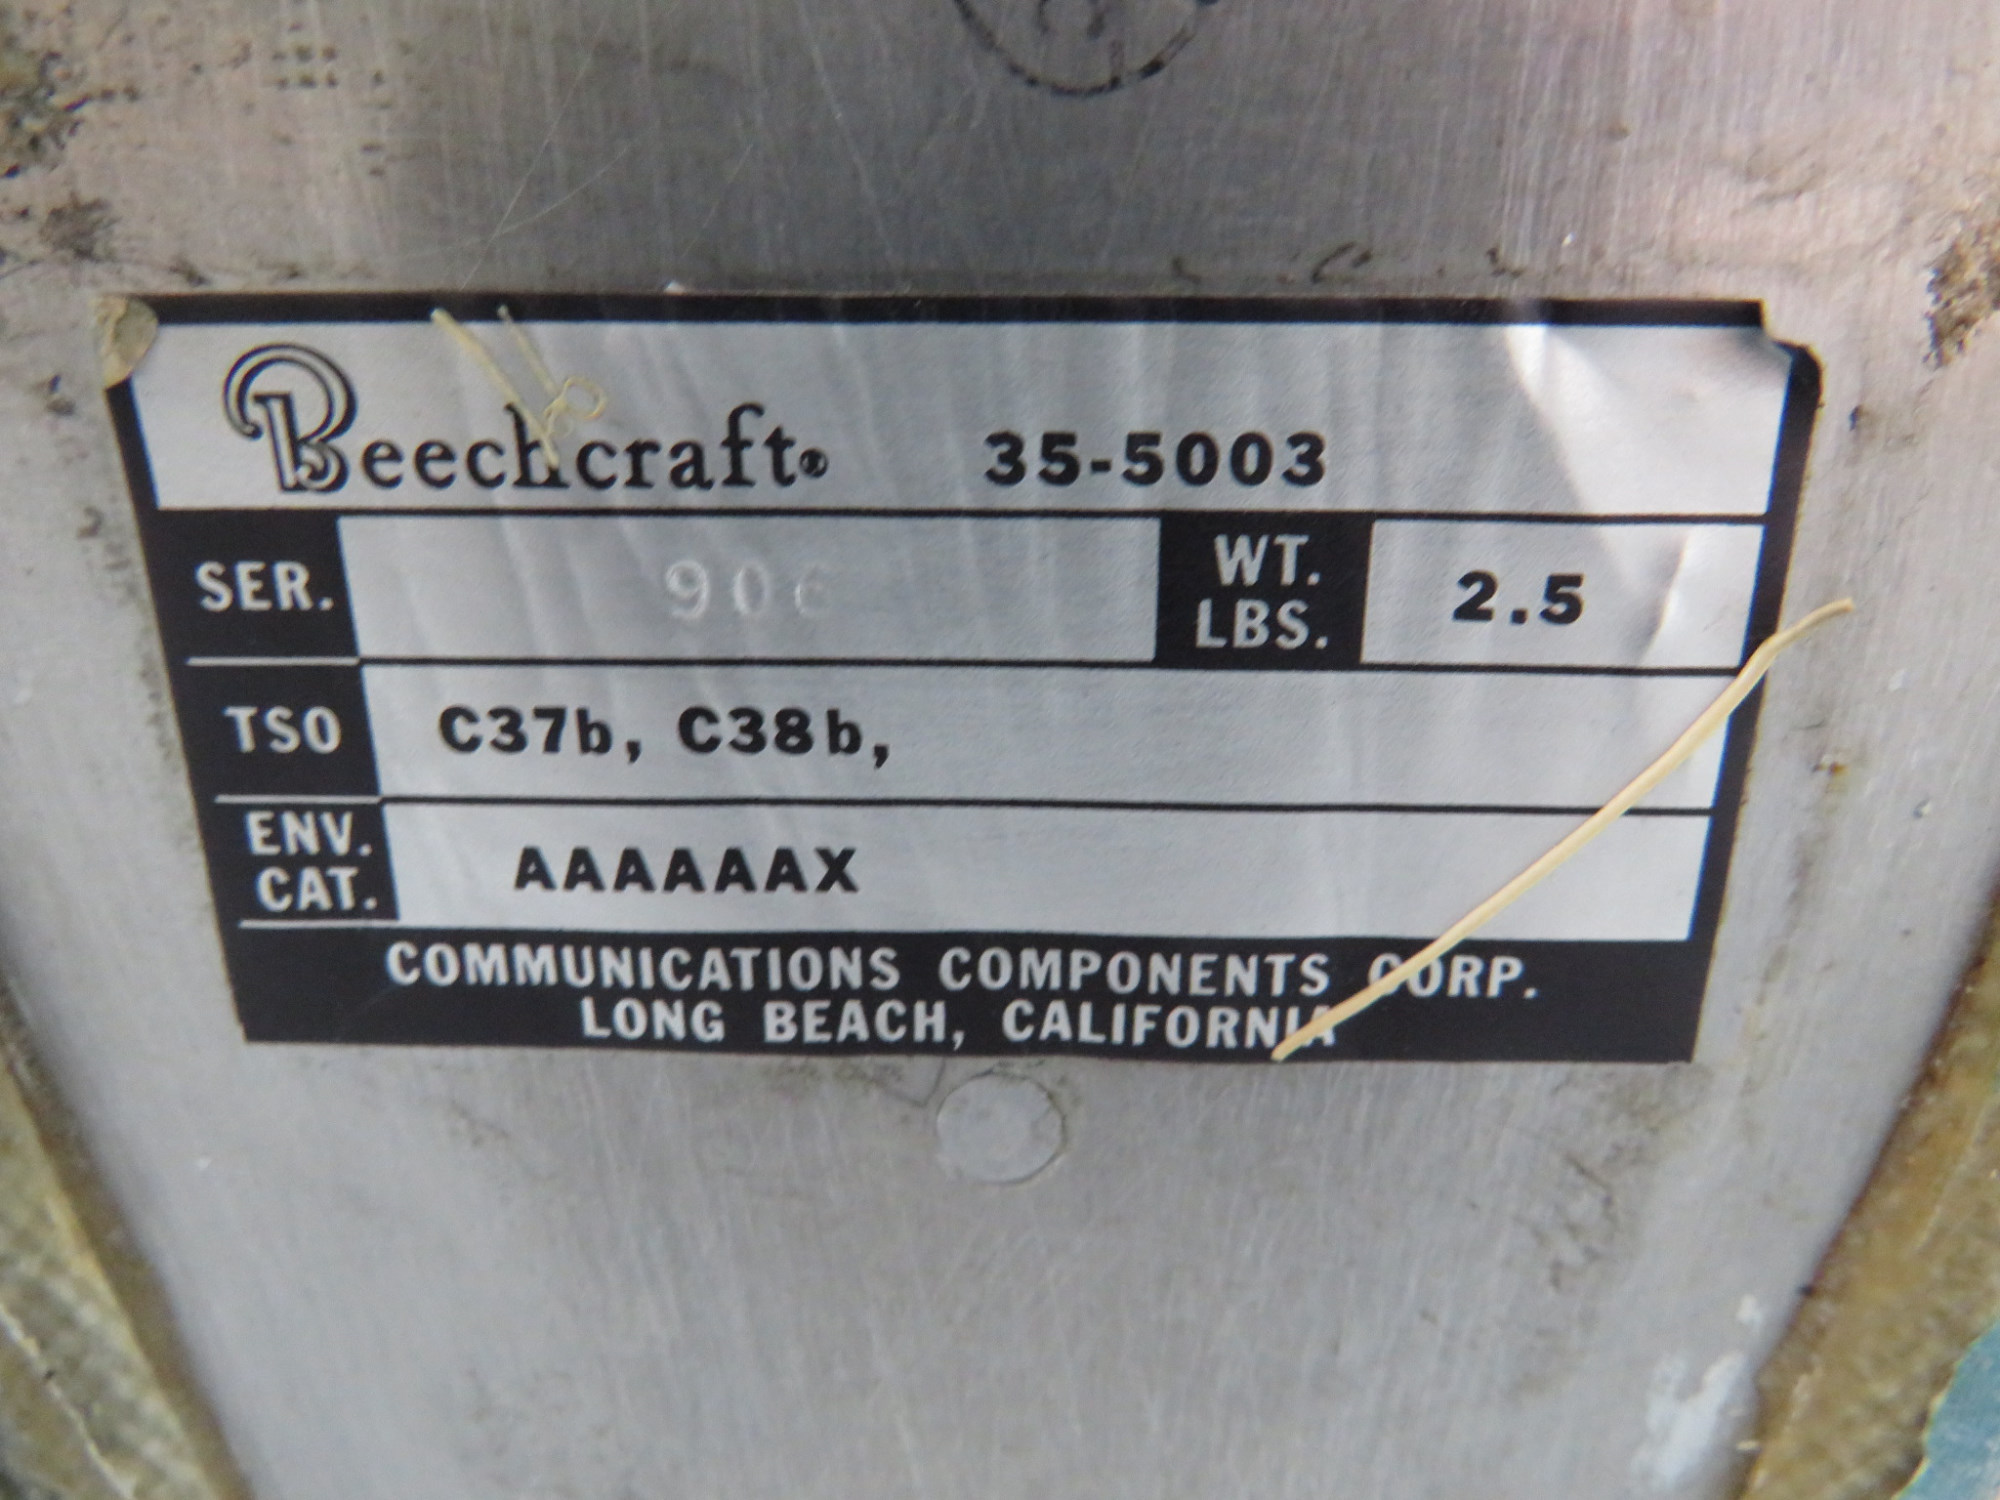 Beechcraft® 35-5003
SER. 906 WT. LBS. 2.5
TSO C37b, C38b,
ENV. CAT. AAAAAAX
COMMUNICATIONS COMPONENTS CORP.
LONG BEACH, CALIFORNIA